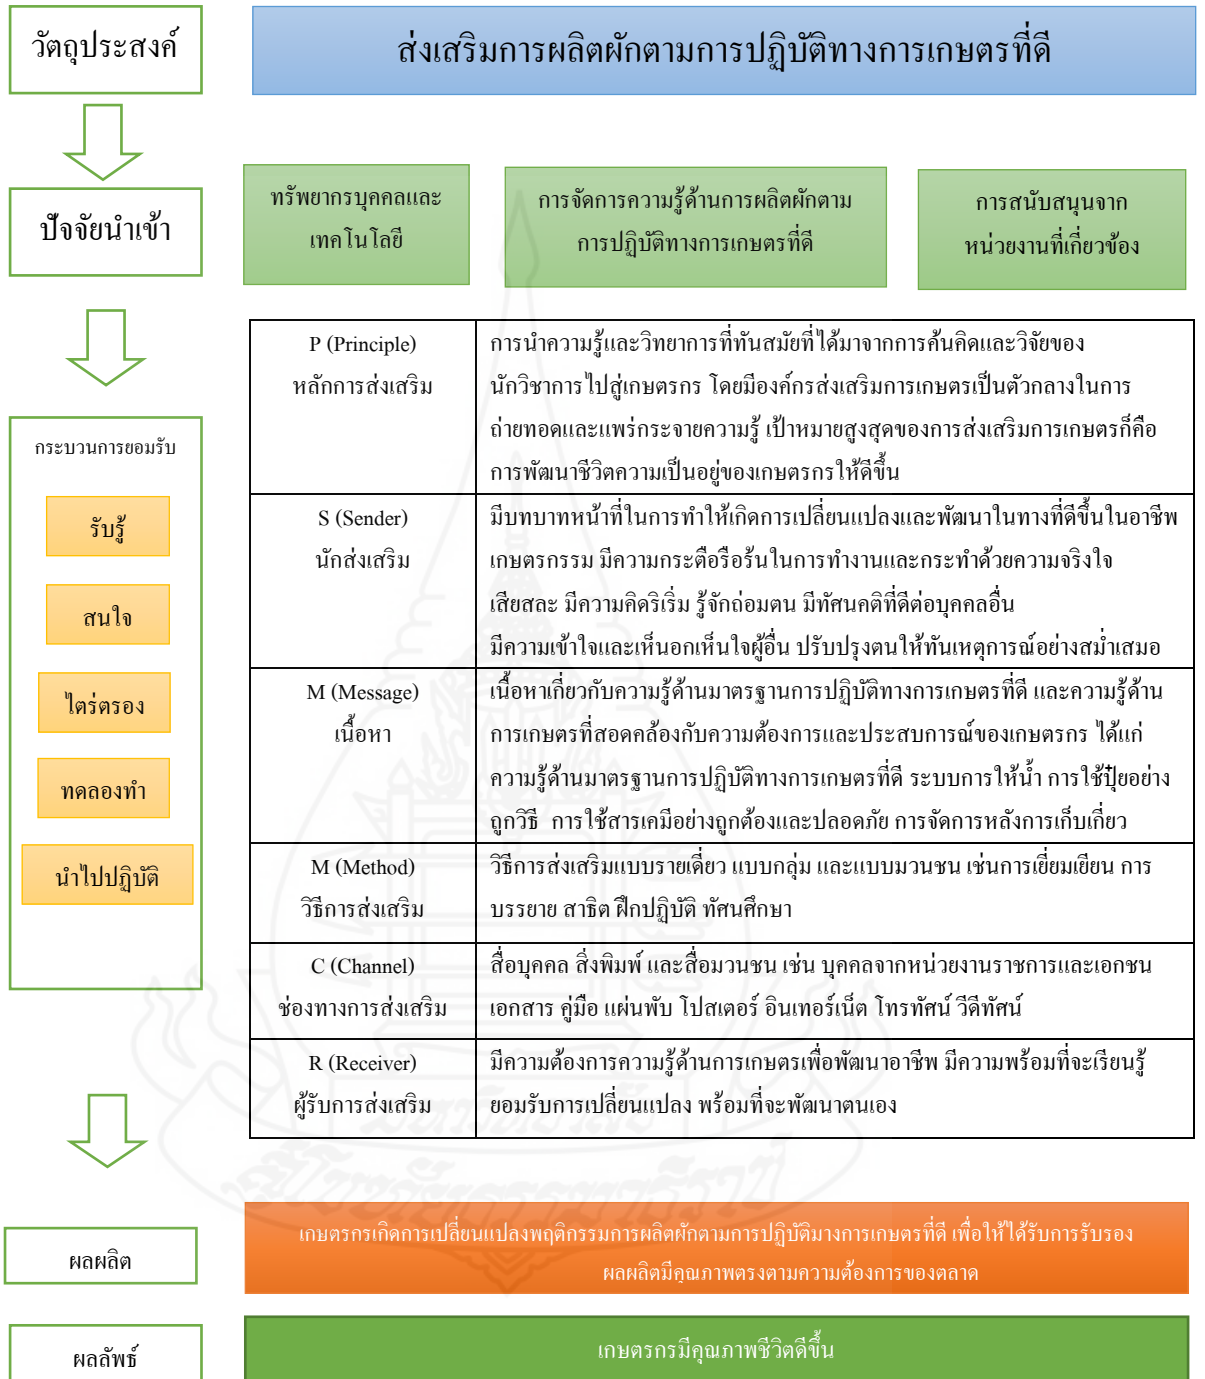 วัตถุประสงค์
ส่งเสริมการผลิตผักตามการปฏิบัติทางการเกษตรที่ดี
ปัจจัยนำเข้า
ทรัพยากรบุคคลและ
เทคโนโลยี
การจัดการความรู้ด้านการผลิตผักตาม
การปฏิบัติทางการเกษตรที่ดี
การสนับสนุนจาก
หน่วยงานที่เกี่ยวข้อง
กระบวนการยอมรับ
รับรู้
สนใจ
ไตร่ตรอง
ทดลองทำ
นำไปปฏิบัติ
P (Principle)
หลักการส่งเสริม
การนำความรู้และวิทยาการที่ทันสมัยที่ได้มาจากการค้นคิดและวิจัยของ
นักวิชาการไปสู่เกษตรกร โดยมีองค์กรส่งเสริมการเกษตรเป็นตัวกลางในการ
ถ่ายทอดและแพร่กระจายความรู้ เป้าหมายสูงสุดของการส่งเสริมการเกษตรก็คือ
การพัฒนาชีวิตความเป็นอยู่ของเกษตรกรให้ดีขึ้น
S (Sender)
นักส่งเสริม
มีบทบาทหน้าที่ในการทำให้เกิดการเปลี่ยนแปลงและพัฒนาในทางที่ดีขึ้นในอาชีพ
เกษตรกรรม มีความกระตือรือร้นในการทำงานและกระทำด้วยความจริงใจ
เสียสละ มีความคิดริเริ่ม รู้จักถ่อมตน มีทัศนคติที่ดีต่อบุคคลอื่น
มีความเข้าใจและเห็นอกเห็นใจผู้อื่น ปรับปรุงตนให้ทันเหตุการณ์อย่างสม่ำเสมอ
M (Message)
เนื้อหา
เนื้อหาเกี่ยวกับความรู้ด้านมาตรฐานการปฏิบัติทางการเกษตรที่ดี และความรู้ด้าน
การเกษตรที่สอดคล้องกับความต้องการและประสบการณ์ของเกษตรกร ได้แก่
ความรู้ด้านมาตรฐานการปฏิบัติทางการเกษตรที่ดี ระบบการให้น้ำ การใช้ปุ๋ยอย่าง
ถูกวิธี การใช้สารเคมีอย่างถูกต้องและปลอดภัย การจัดการหลังการเก็บเกี่ยว
M (Method)
วิธีการส่งเสริม
วิธีการส่งเสริมแบบรายเดี่ยว แบบกลุ่ม และแบบมวนชน เช่นการเยี่ยมเยียน การ
บรรยาย สาธิต ฝึกปฏิบัติ ทัศนศึกษา
C (Channel)
ช่องทางการส่งเสริม
สื่อบุคคล สิ่งพิมพ์ และสื่อมวนชน เช่น บุคคลจากหน่วยงานราชการและเอกชน
เอกสาร คู่มือ แผ่นพับ โปสเตอร์ อินเทอร์เน็ต โทรทัศน์ วีดีทัศน์
R (Receiver)
ผู้รับการส่งเสริม
มีความต้องการความรู้ด้านการเกษตรเพื่อพัฒนาอาชีพ มีความพร้อมที่จะเรียนรู้
ยอมรับการเปลี่ยนแปลง พร้อมที่จะพัฒนาตนเอง
ผลผลิต
เกษตรกรเกิดการเปลี่ยนแปลงพฤติกรรมการผลิตผักตามการปฏิบัติมางการเกษตรที่ดี เพื่อให้ได้รับการรับรอง
ผลผลิตมีคุณภาพตรงตามความต้องการของตลาด
ผลลัพธ์
เกษตรกรมีคุณภาพชีวิตดีขึ้น